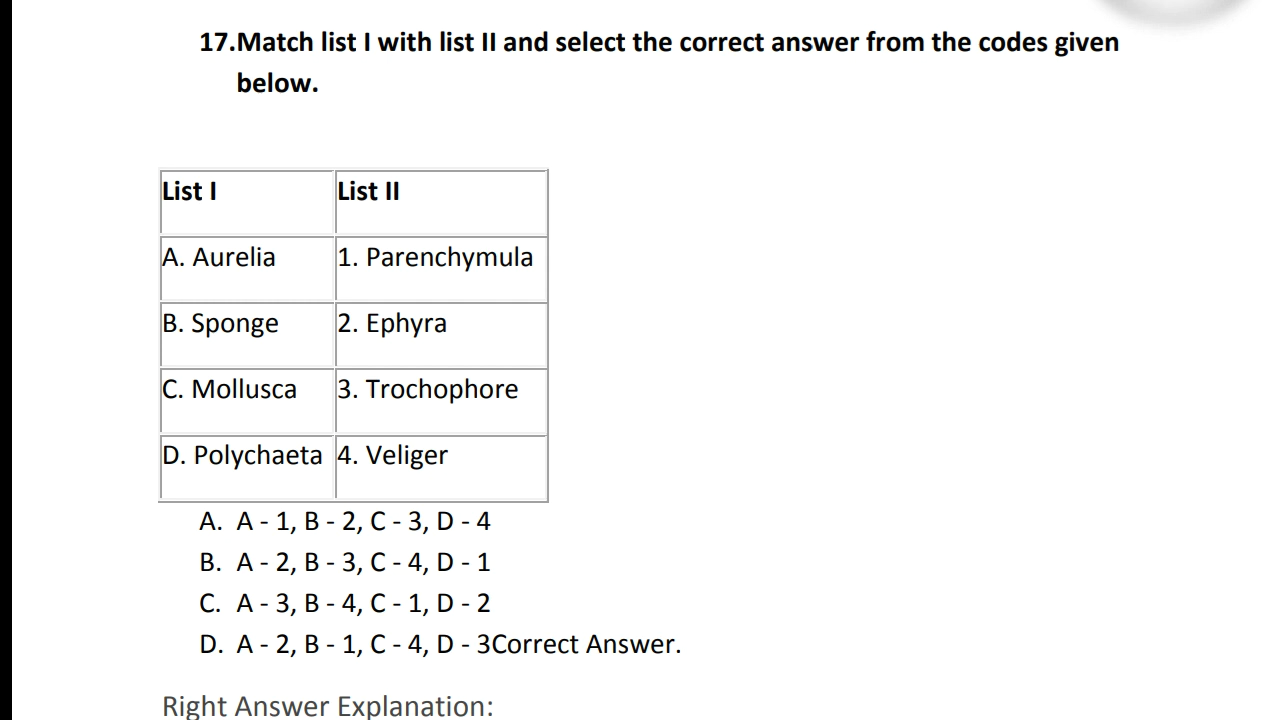 17.Match list I with list II and select the correct answer from the codes given
below.
List I List II
A. Aurelia 1. Parenchymula
B. Sponge 2. Ephyra
C. Mollusca 3. Trochophore
D. Polychaeta 4. Veliger
A. A - 1, B - 2, C - 3, D - 4
B. A - 2, B - 3, C - 4, D - 1
C. A - 3, B - 4, C - 1, D - 2
D. A - 2, B - 1, C - 4, D - 3Correct Answer.
Right Answer Explanation: